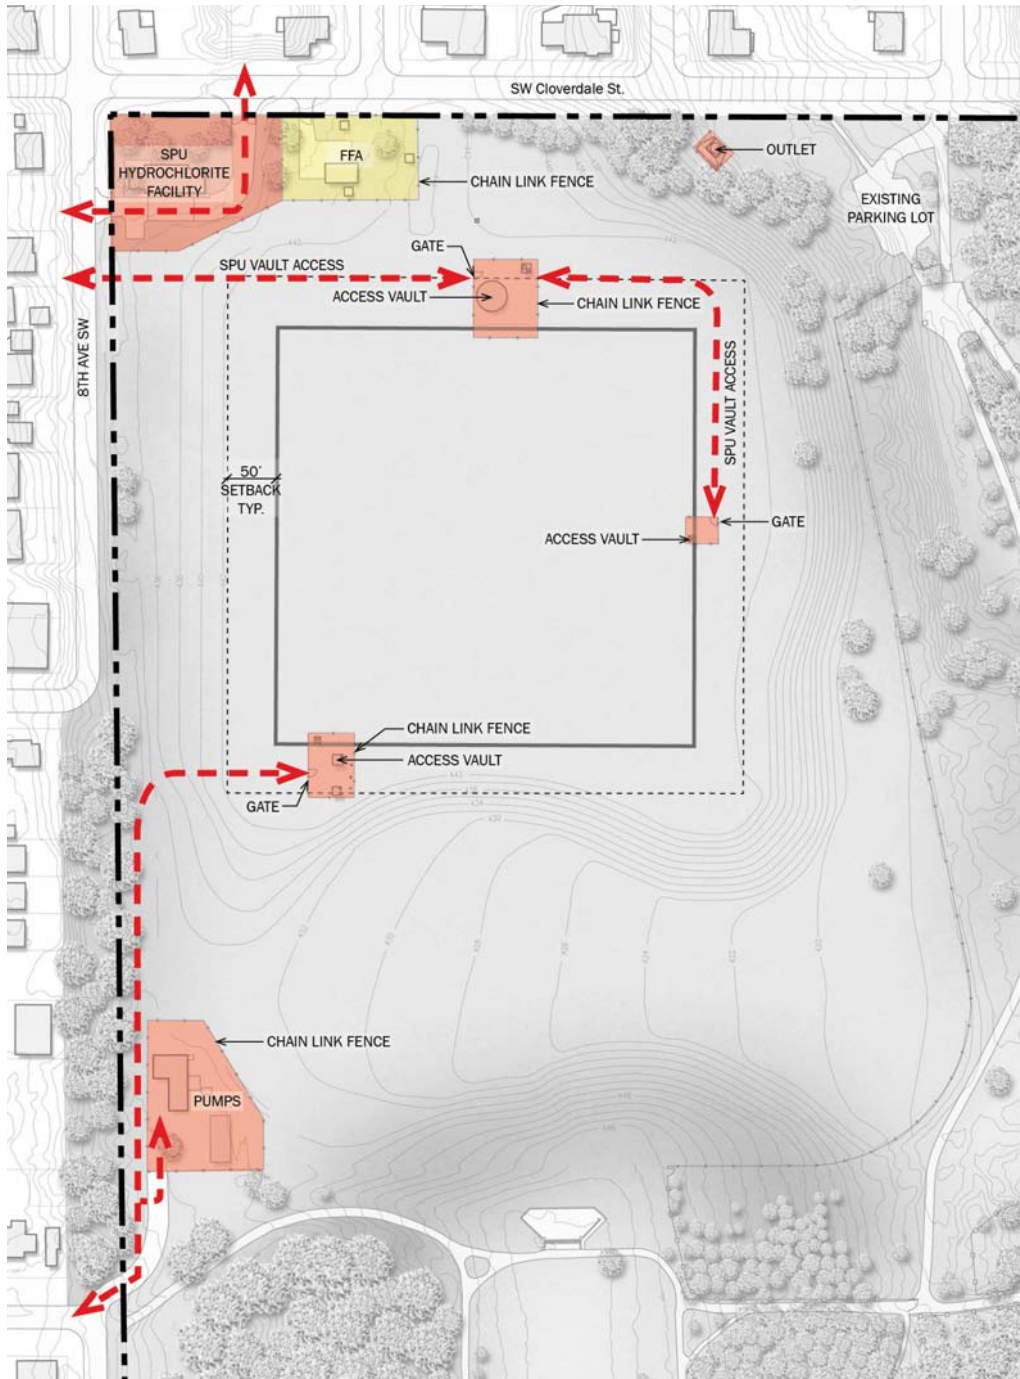 SW Cloverdale St.
SPU
HYDROCHLORITE
FACILITY
FFA
OUTLET
CHAIN LINK FENCE
EXISTING
PARKING LOT
GATE
SPU VAULT ACCESS
ACCESS VAULT
CHAIN LINK FENCE
8TH AVE SW
SPU VAULT ACCESS
50'
SETBACK
TYP.
GATE
ACCESS VAULT
CHAIN LINK FENCE
ACCESS VAULT
GATE
CHAIN LINK FENCE
PUMPS